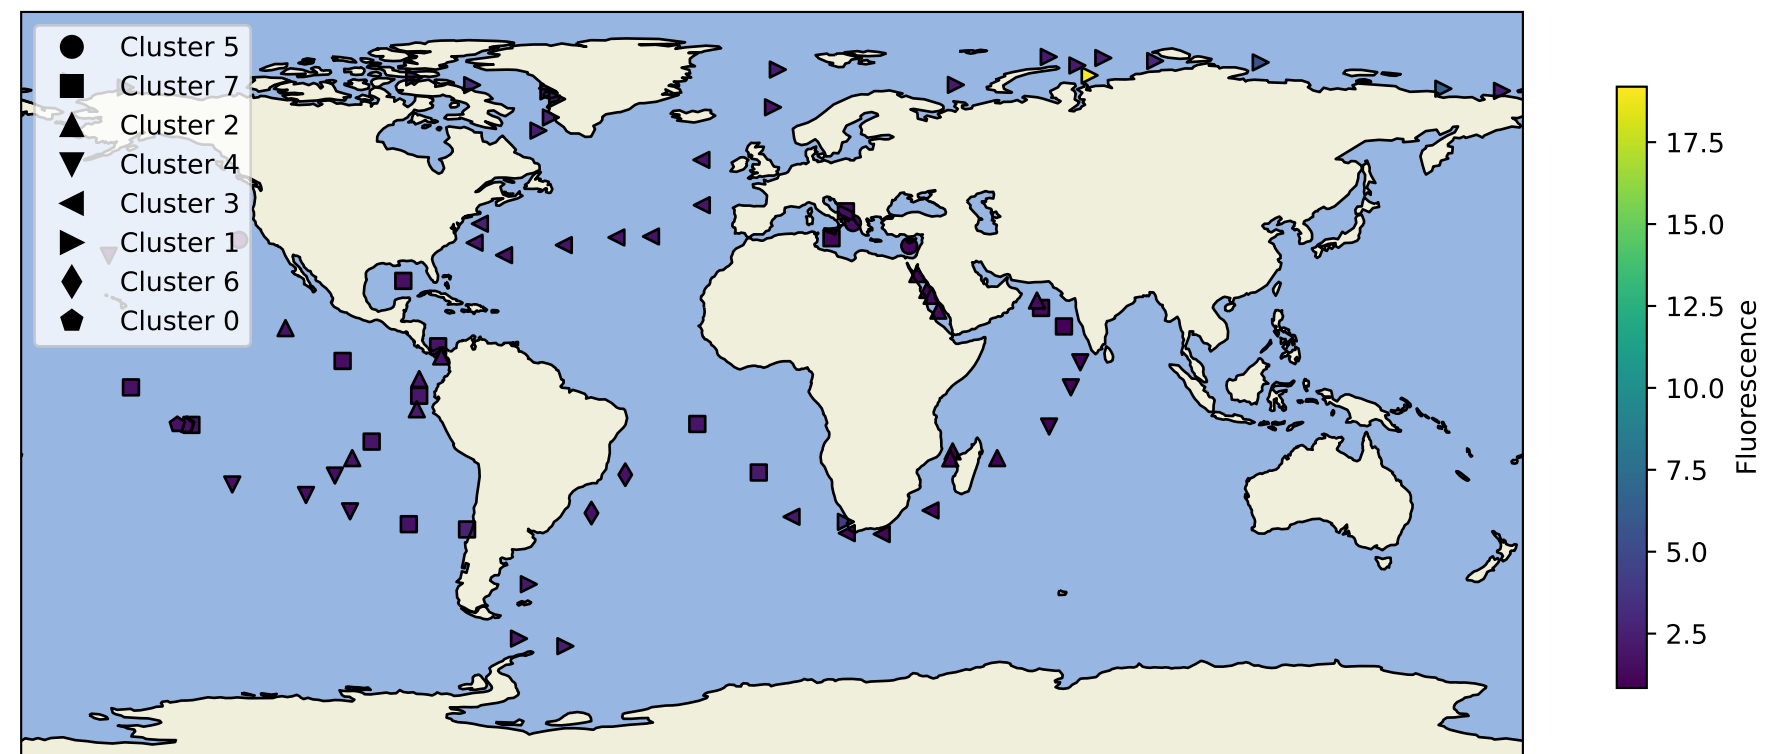 Cluster 5
Cluster 7
Cluster 2
Cluster 4
Cluster 3
Cluster 1
Cluster 6
Cluster 0
17.5
15.0
12.5
10.0
7.5
5.0
2.5
Fluorescence